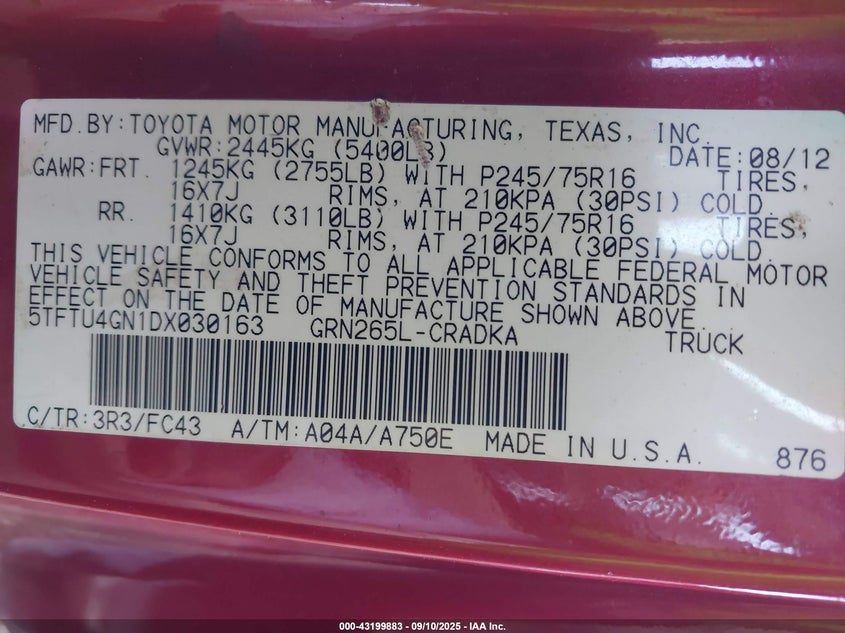 MFD.BY:TOYOTA MOTOR MANUFACTURING, TEXAS, INC.
GVWR:2445KG (5400LB) DATE:08/12
GAWR:FRT. 1245KG (2755LB) WITH P245/75R16 TIRES,
16X7J RIMS, AT 210KPA (30PSI) COLD.
RR. 1410KG (3110LB) WITH P245/75R16 TIRES,
16X7J RIMS, AT 210KPA (30PSI) COLD.
THIS VEHICLE CONFORMS TO ALL APPLICABLE FEDERAL MOTOR
VEHICLE SAFETY AND THEFT PREVENTION STANDARDS IN
EFFECT ON THE DATE OF MANUFACTURE SHOWN ABOVE.
5TFTU4GN1DX030163 GRN265L-CRADKA TRUCK
C/TR:3R3/FC43 A/TM:A04A/A750E MADE IN U.S.A. 876
000-43199883 - 09/10/2025 - IAA Inc.